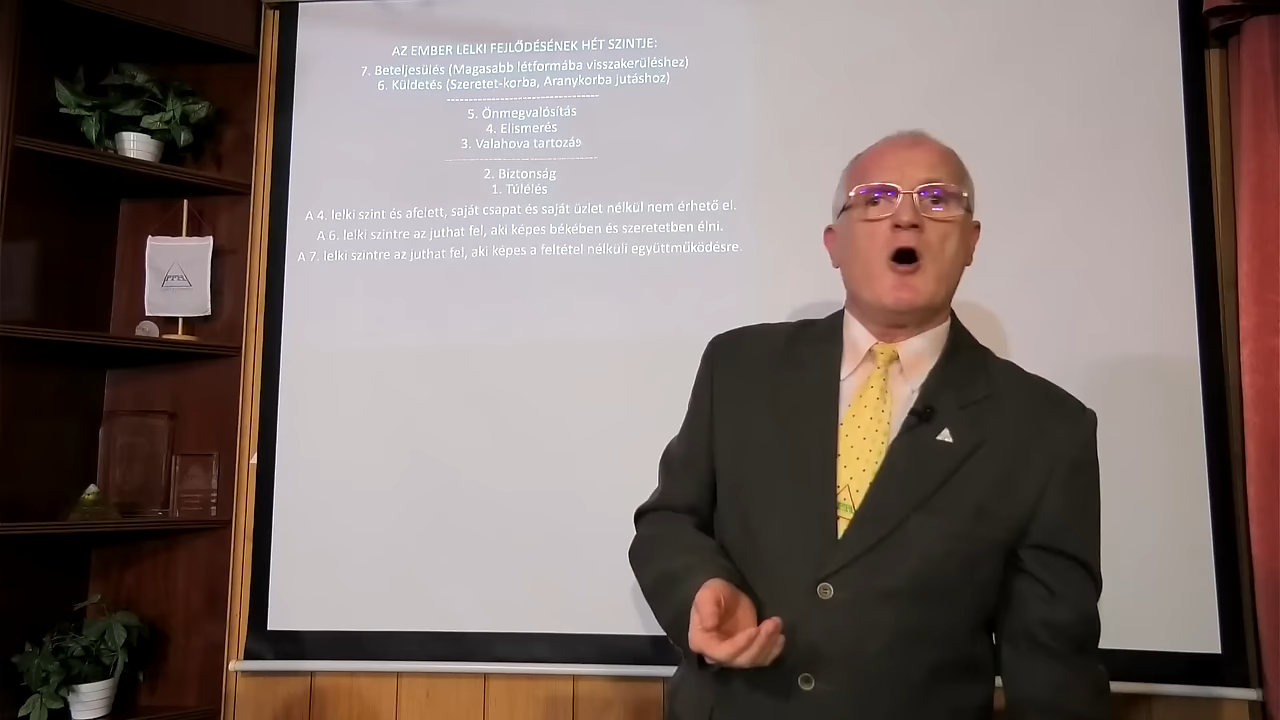 AZ EMBER LELKI FEJLŐDÉSÉNEK HÉT SZINTJE:
7. Beteljesülés (Magasabb létformába visszakerüléshez)
6. Küldetés (Szeretet-korba, Aranykorba jutáshoz)
5. Önmegvalósítás
4. Elismerés
3. Valahova tartozás
2. Biztonság
1. Túlélés
A 4. lelki szint és afelett, saját csapat és saját üzlet nélkül nem érhető el.
A 6. lelki szintre az juthat fel, aki képes békében és szeretetben élni.
A 7. lelki szintre az juthat fel, aki képes a feltétel nélküli együttműködésre.